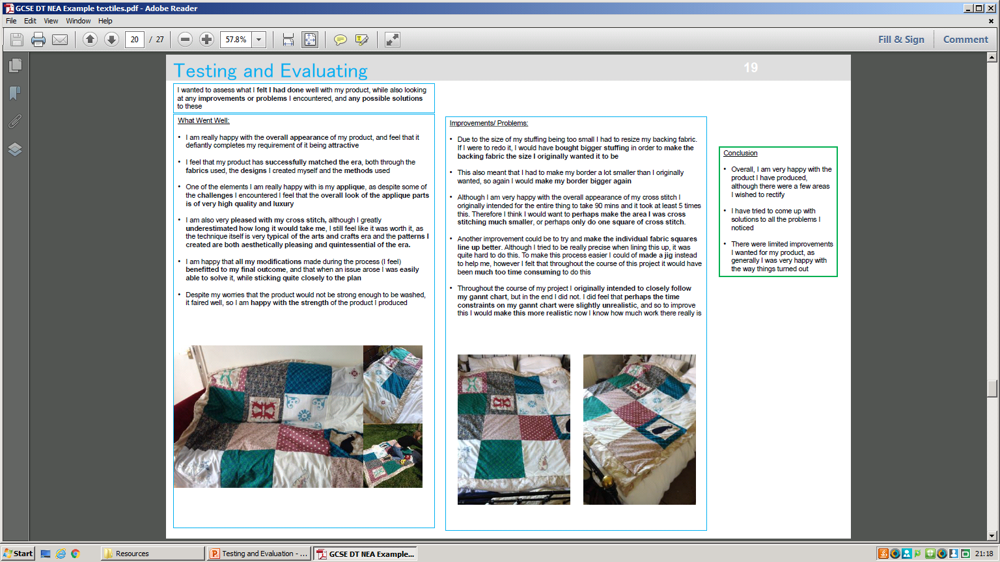 GCSE DT NEA Example textiles.pdf - Adobe Reader
File Edit View Window Help
20 / 27 57.8% Fill & Sign Comment
Testing and Evaluating
19
I wanted to assess what I felt I had done well with my product, while also looking
at any improvements or problems I encountered, and any possible solutions
to these
What Went Well:
• I am really happy with the overall appearance of my product, and feel that it
defiantly completes my requirement of it being attractive
• I feel that my product has successfully matched the era, both through the
fabrics used, the designs I created myself and the methods used
• One of the elements I am really happy with is my applique, as despite some of
the challenges I encountered I feel that the overall look of the applique parts
is of very high quality and luxury
• I am also very pleased with my cross stitch, although I greatly
underestimated how long it would take me, I still feel like it was worth it, as
the technique itself is very typical of the arts and crafts era and the patterns I
created are both aesthetically pleasing and quintessential of the era.
• I am happy that all my modifications made during the process (I feel)
benefitted to my final outcome, and that when an issue arose I was easily
able to solve it, while sticking quite closely to the plan
• Despite my worries that the product would not be strong enough to be washed,
it faired well, so I am happy with the strength of the product I produced
Improvements/ Problems:
• Due to the size of my stuffing being too small I had to resize my backing fabric.
If I were to redo it, I would have bought bigger stuffing in order to make the
backing fabric the size I originally wanted it to be
• This also meant that I had to make my border a lot smaller than I originally
wanted, so again I would make my border bigger again
• Although I am very happy with the overall appearance of my cross stitch I
originally intended for the entire thing to take 90 mins and it took at least 5 times
this. Therefore I think I would want to perhaps make the area I was cross
stitching much smaller, or perhaps only do one square of cross stitch.
• Another improvement could be to try and make the individual fabric squares
line up better. Although I tried to be really precise when lining this up, it was
quite hard to do this. To make this process easier I could of made a jig instead
to help me, however I felt that throughout the course of this project it would have
been much too time consuming to do this
• Throughout the course of my project I originally intended to closely follow
my gannt chart, but in the end I did not. I did feel that perhaps the time
constraints on my gannt chart were slightly unrealistic, and so to improve
this I would make this more realistic now I know how much work there really is
Conclusion
• Overall, I am very happy with the
product I have produced,
although there were a few areas
I wished to rectify
• I have tried to come up with
solutions to all the problems I
noticed
• There were limited improvements
I wanted for my product, as
generally I was very happy with
the way things turned out
Start Resources Testing and Evaluation - ... GCSE DT NEA Example... 21:18